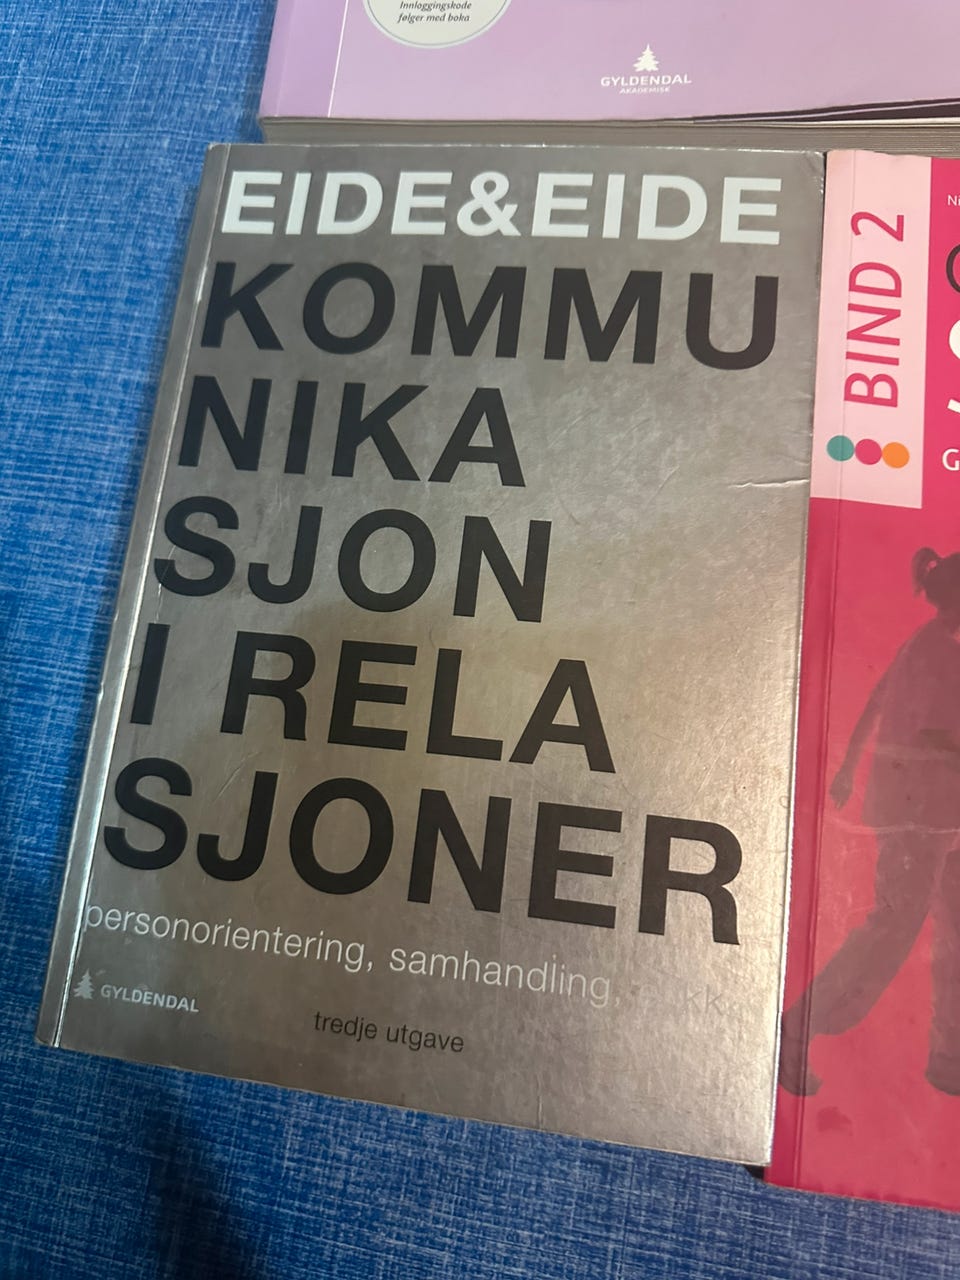 Innloggingskode
følger med boka
GYLDENDAL
AKADEMISK
EIDE&EIDE
KOMMU
NIKA
SJON
I RELA
SJONER
personorientering, samhandling,
GYLDENDAL
tredje utgave
BIND 2
Ni
G